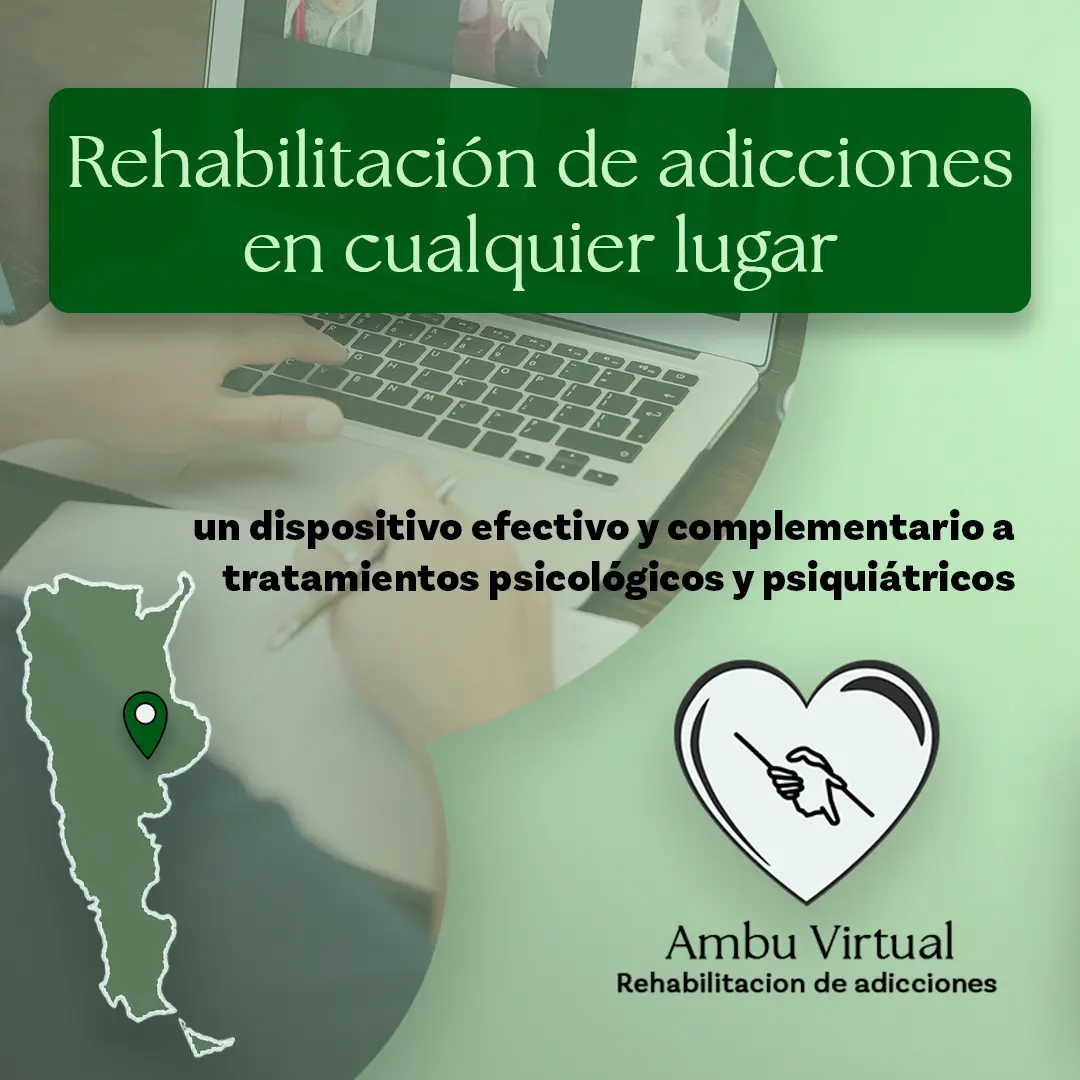 Rehabilitación de adicciones
en cualquier lugar
un dispositivo efectivo y complementario a
tratamientos psicológicos y psiquiátricos
Ambu Virtual
Rehabilitacion de adicciones